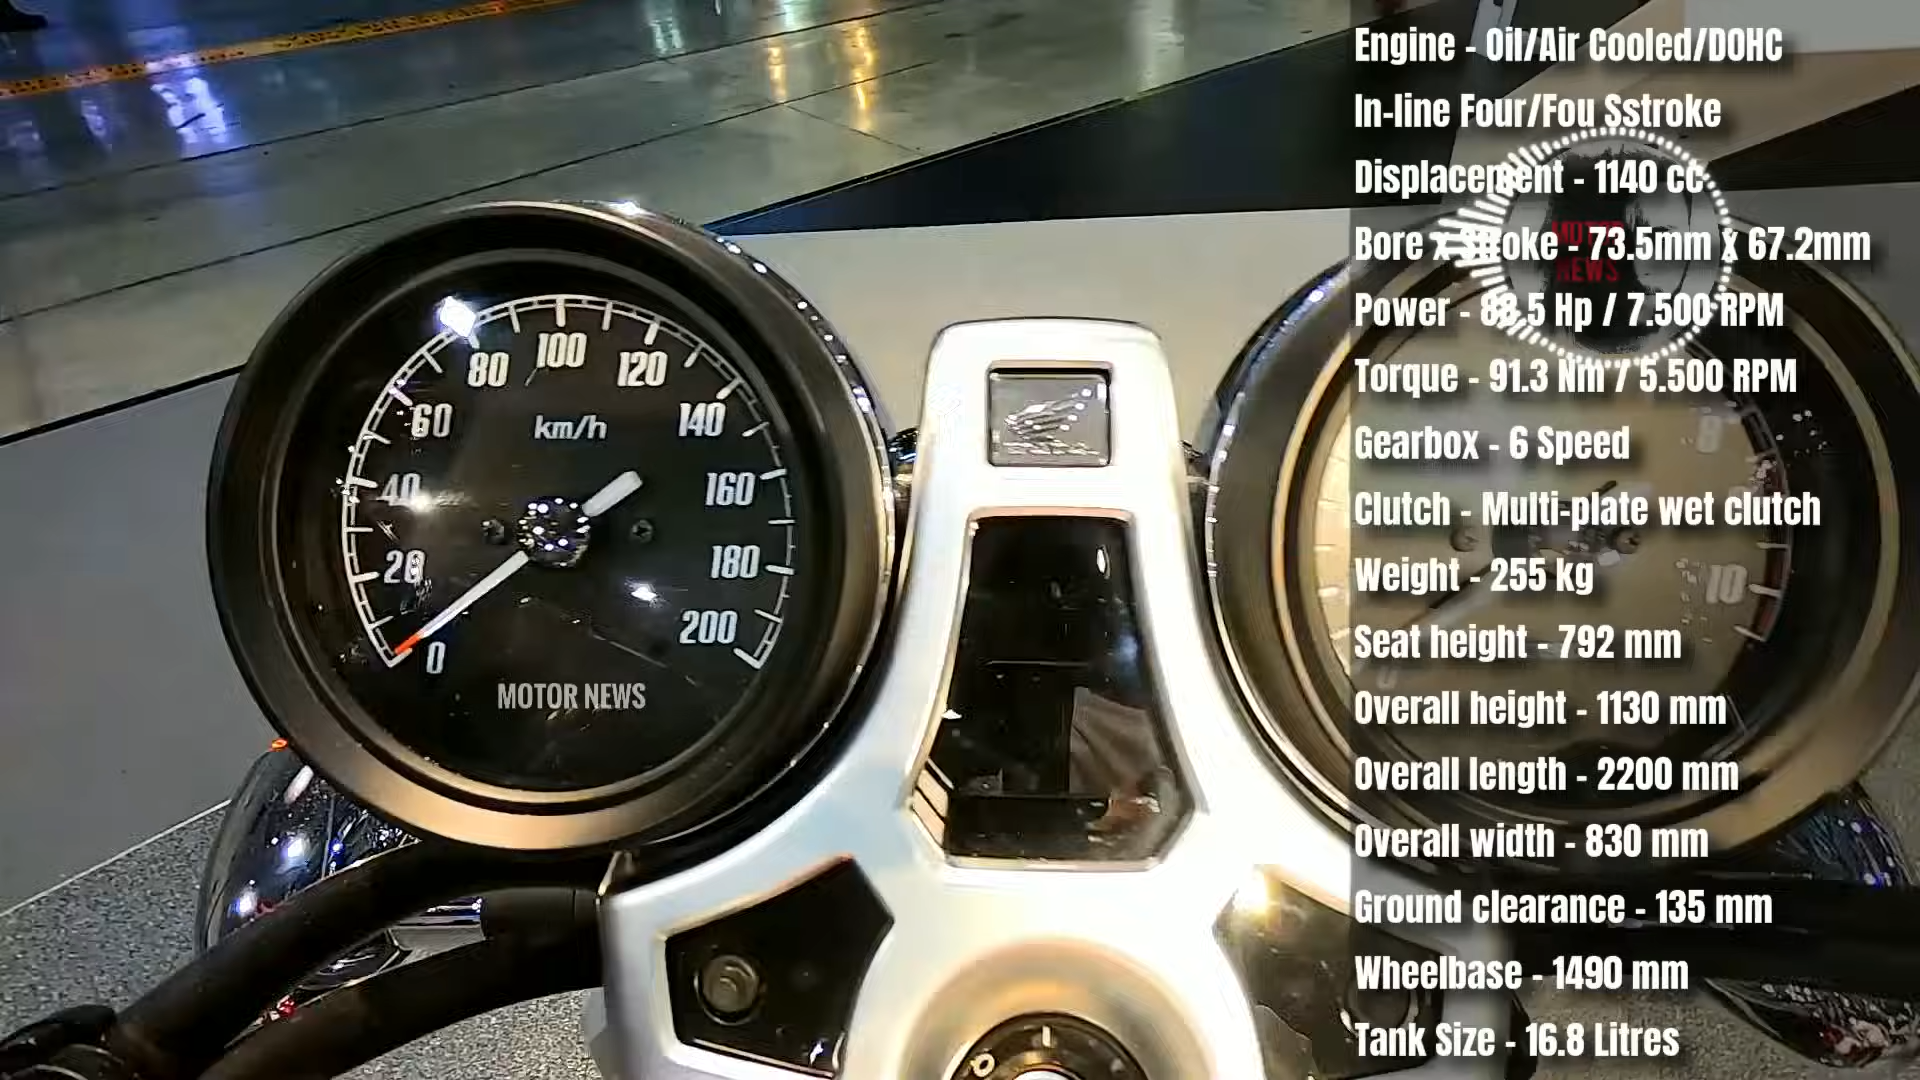 Engine - Oil/Air Cooled/DOHC
In-line Four/Fou Sstroke
Displacement - 1140 cc
Bore x Stroke - 73.5mm x 67.2mm
Power - 88.5 Hp / 7.500 RPM
Torque - 91.3 Nm / 5.500 RPM
Gearbox - 6 Speed
Clutch - Multi-plate wet clutch
Weight - 255 kg
Seat height - 792 mm
Overall height - 1130 mm
Overall length - 2200 mm
Overall width - 830 mm
Ground clearance - 135 mm
Wheelbase - 1490 mm
Tank Size - 16.8 Litres
MOTOR
NEWS
0
20
40
60
80
100
120
140
160
180
200
km/h
MOTOR NEWS
8
10
0